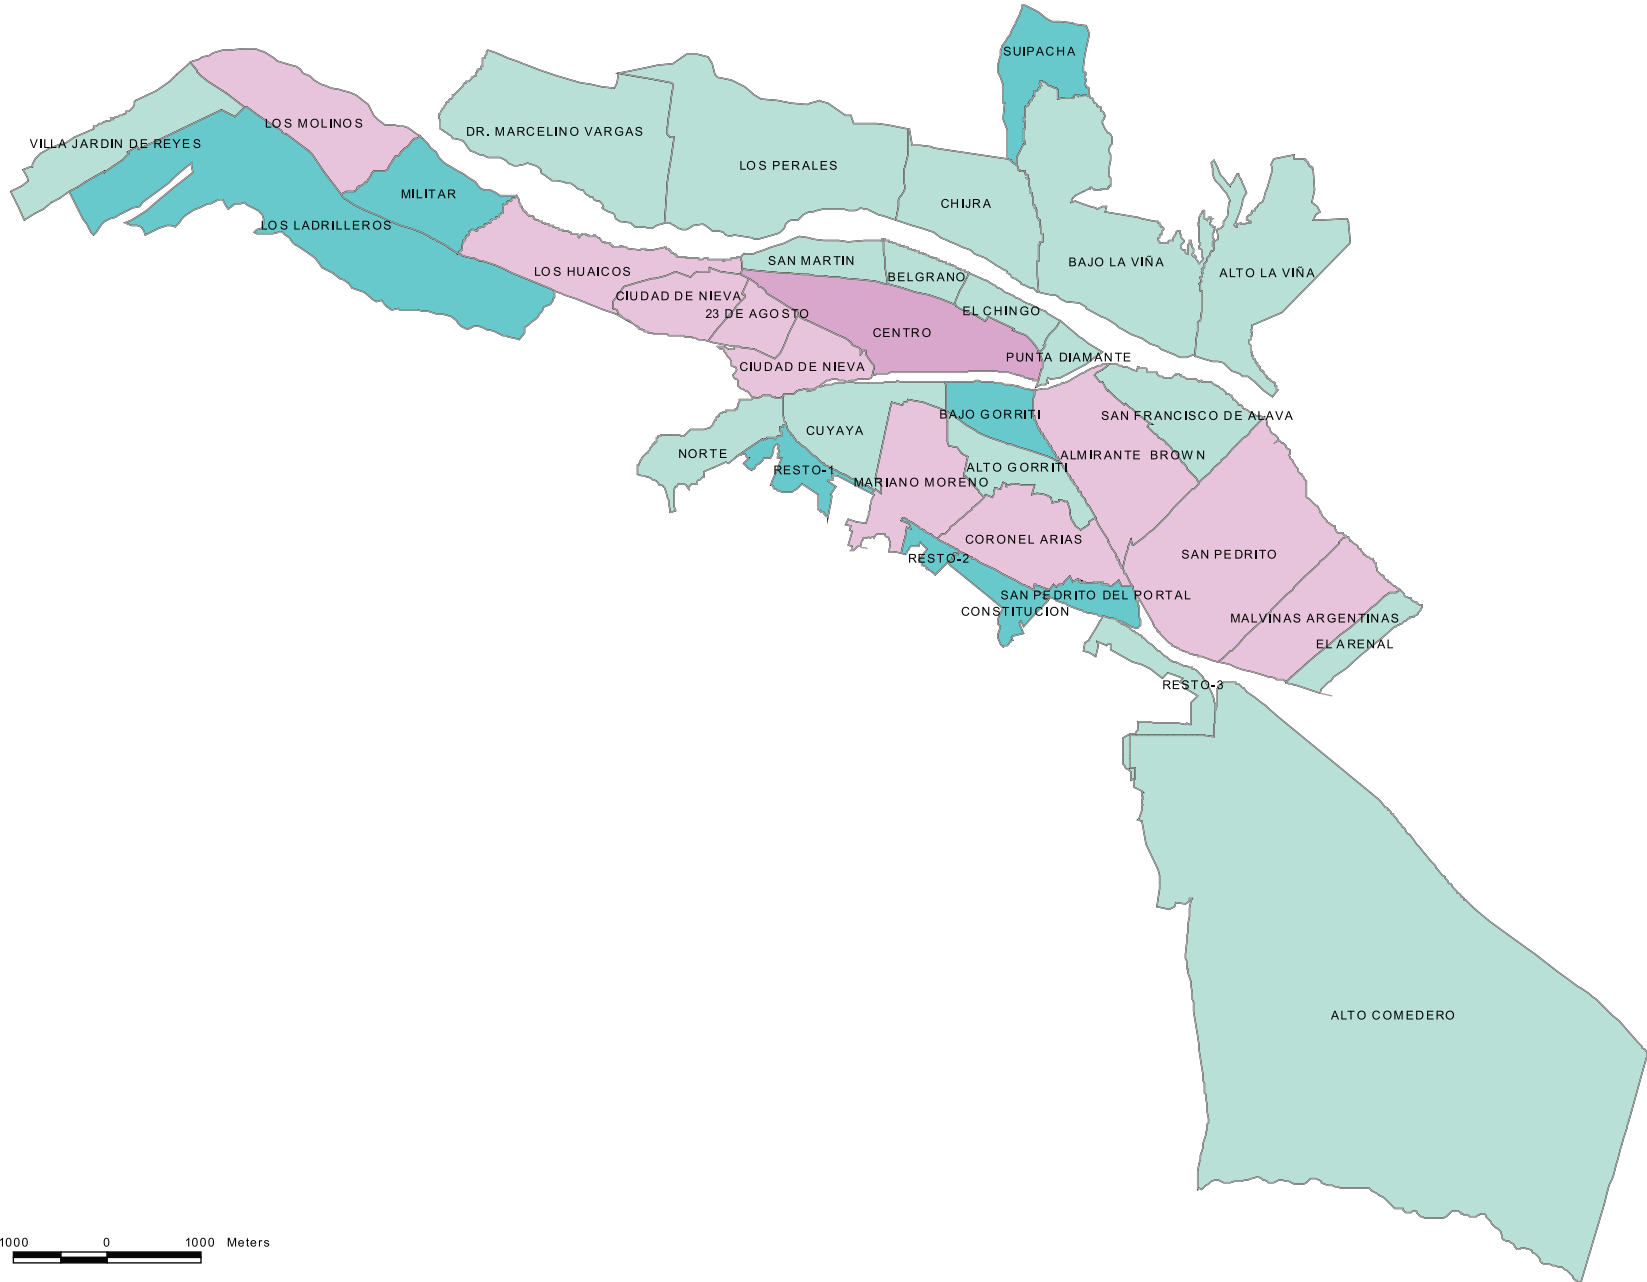 SUIPACHA
LOS MOLINOS
DR. MARCELINO VARGAS
VILLA JARDIN DE REYES
LOS PERALES
MILITAR
CHIJRA
LOS LADRILLEROS
SAN MARTIN
BAJO LA VIÑA
LOS HUAICOS
ALTO LA VIÑA
BELGRANO
CIUDAD DE NIEVA
23 DE AGOSTO
EL CHINGO
CENTRO
PUNTA DIAMANTE
CIUDAD DE NIEVA
BAJO GORRITI
SAN FRANCISCO DE ALAVA
CUYAYA
NORTE
ALMIRANTE BROWN
RESTO-1
ALTO GORRITI
MARIANO MORENO
CORONEL ARIAS
SAN PEDRITO
RESTO-2
SAN PEDRITO DEL PORTAL
CONSTITUCION
MALVINAS ARGENTINAS
EL ARENAL
RESTO-3
ALTO COMEDERO
1000 0 1000 Meters